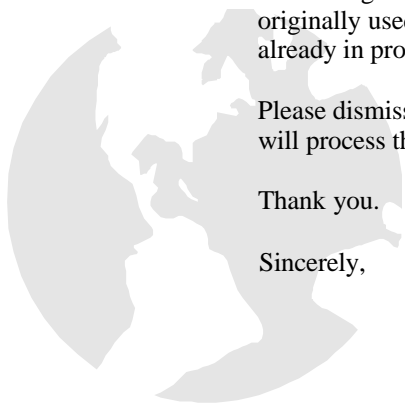 originally used
already in pro
Please dismiss
will process th
Thank you.
Sincerely,